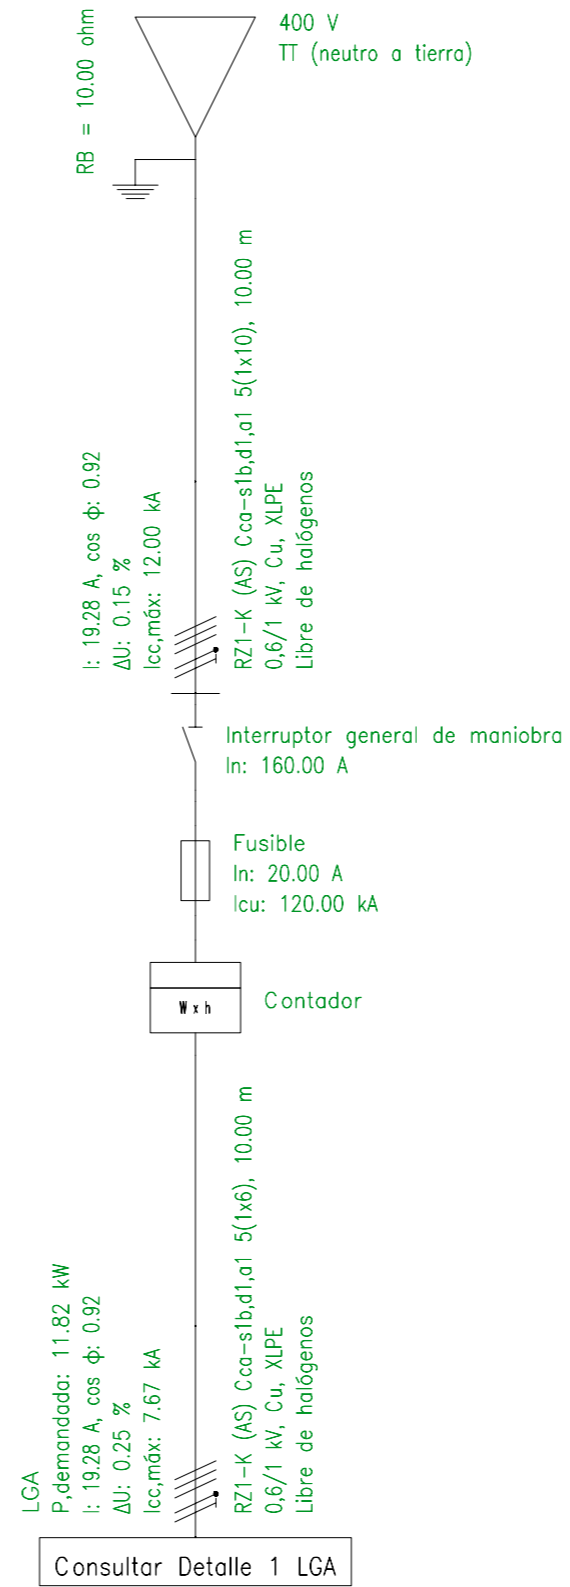 400 V
TT (neutro a tierra)
RB = 10.00 ohm
I: 19.28 A, cos ϕ: 0.92
ΔU: 0.15 %
Icc,máx: 12.00 kA
RZ1-K (AS) Cca-s1b,d1,a1 5(1x10), 10.00 m
0,6/1 kV, Cu, XLPE
Libre de halógenos
Interruptor general de maniobra
In: 160.00 A
Fusible
In: 20.00 A
Icu: 120.00 kA
W x h
Contador
LGA
P,demandada: 11.82 kW
I: 19.28 A, cos ϕ: 0.92
ΔU: 0.25 %
Icc,máx: 7.67 kA
RZ1-K (AS) Cca-s1b,d1,a1 5(1x6), 10.00 m
0,6/1 kV, Cu, XLPE
Libre de halógenos
Consultar Detalle 1 LGA